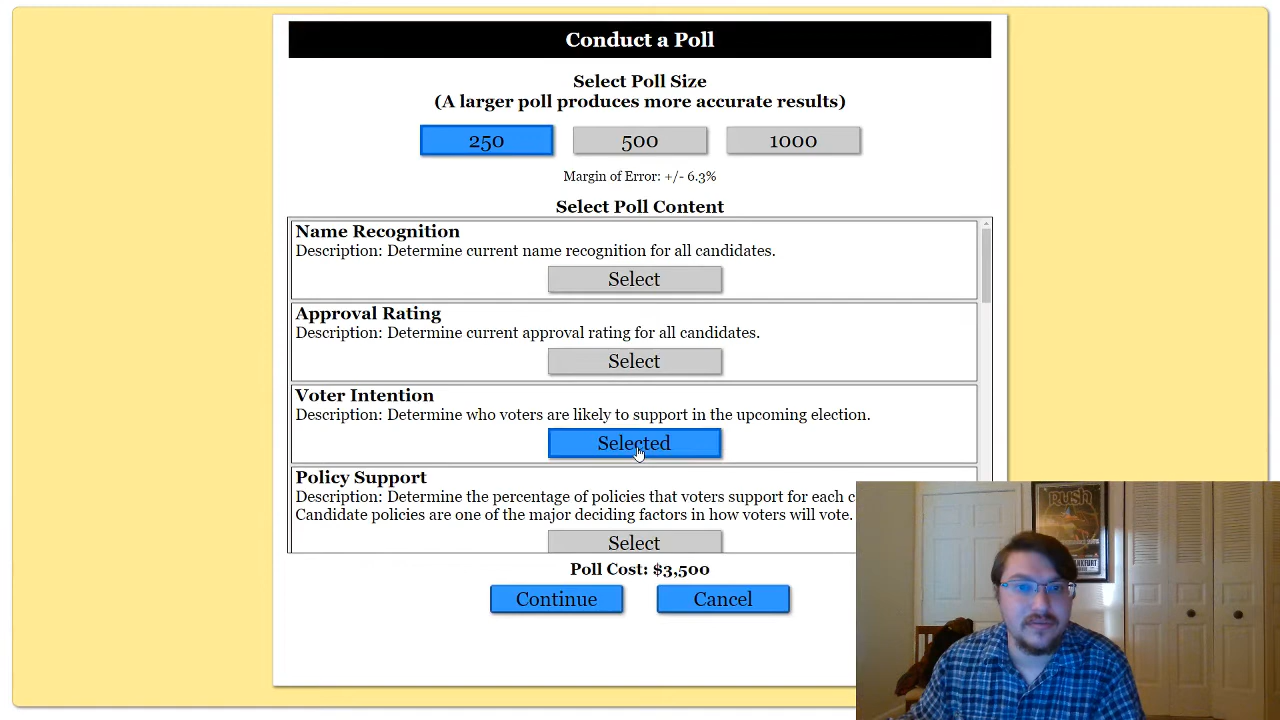 Conduct a Poll
Select Poll Size
(A larger poll produces more accurate results)
250 500 1000
Margin of Error: +/- 6.3%
Select Poll Content
Name Recognition
Description: Determine current name recognition for all candidates.
Select
Approval Rating
Description: Determine current approval rating for all candidates.
Select
Voter Intention
Description: Determine who voters are likely to support in the upcoming election.
Selected
Policy Support
Description: Determine the percentage of policies that voters support for each c
Candidate policies are one of the major deciding factors in how voters will vote.
Select
Poll Cost: $3,500
Continue Cancel
RUSH